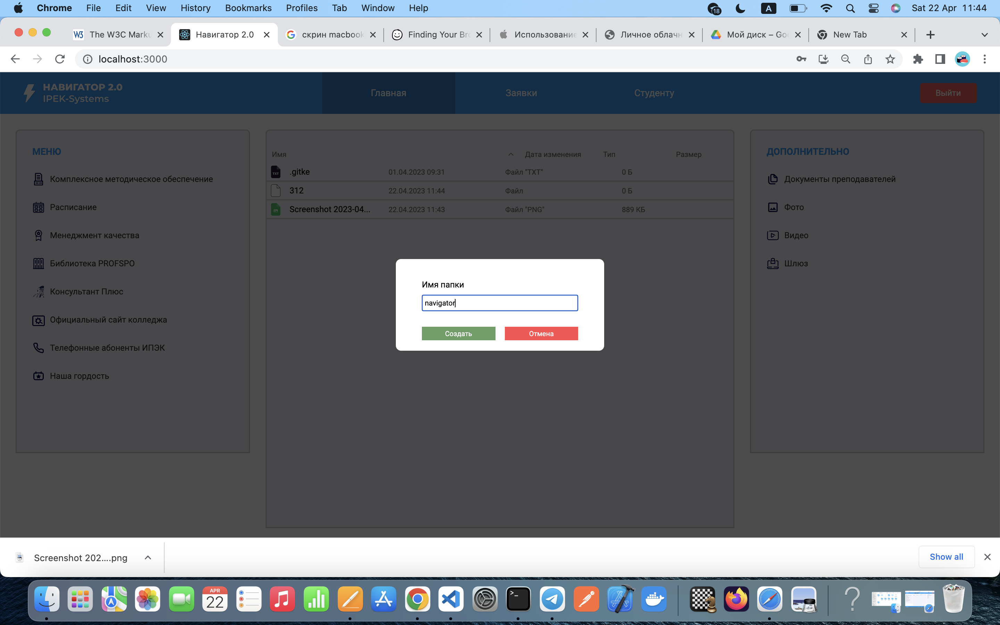 Chrome File Edit View History Bookmarks Profiles Tab Window Help 18 A Sat 22 Apr 11:44
W3 The W3C Marku Навигатор 2.0 скрин macbook Finding Your Bro Использование Личное облачн Мой диск – Goo New Tab
localhost:3000
НАВИГАТОР 2.0
IPEK-Systems
Главная Заявки Студенту Выйти
МЕНЮ
Комплексное методическое обеспечение
Расписание
Менеджмент качества
Библиотека PROFSPO
Консультант Плюс
Официальный сайт колледжа
Телефонные абоненты ИПЭК
Наша гордость
Имя Дата изменения Тип Размер
TXT .gitke 01.04.2023 09:31 Файл "TXT" 0 Б
312 22.04.2023 11:44 Файл 0 Б
Screenshot 2023-04... 22.04.2023 11:43 Файл "PNG" 889 КБ
ДОПОЛНИТЕЛЬНО
Документы преподавателей
Фото
Видео
Шлюз
Имя папки
navigator
Создать Отмена
Screenshot 202....png Show all
APR
22